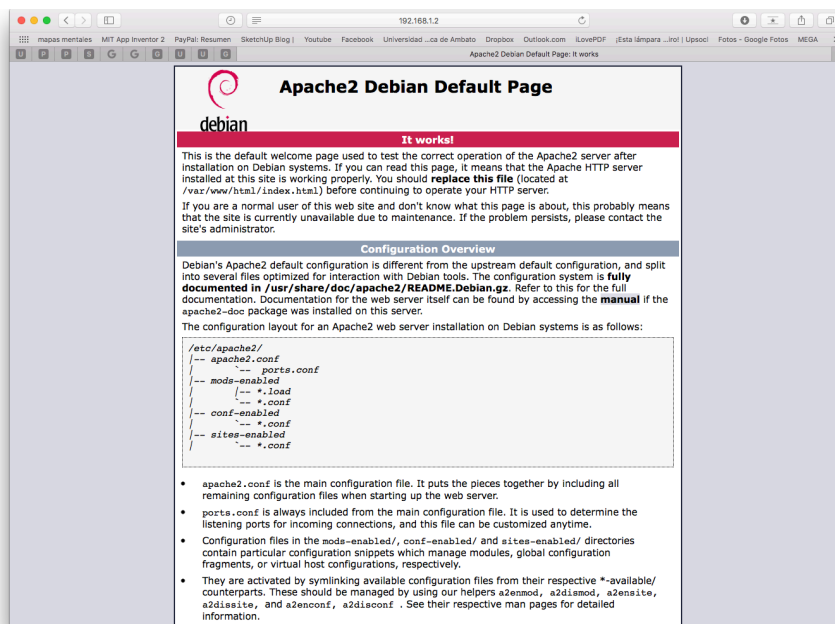 192.168.1.2
mapas mentales MIT App Inventor 2 PayPal: Resumen SketchUp Blog | Youtube Facebook Universidad ...ca de Ambato Dropbox Outlook.com iLovePDF ¡Esta lámpara ...iro! | Upsocl Fotos - Google Fotos MEGA
U P P S G G G U U G Apache2 Debian Default Page: It works
debian
Apache2 Debian Default Page
It works!
This is the default welcome page used to test the correct operation of the Apache2 server after
installation on Debian systems. If you can read this page, it means that the Apache HTTP server
installed at this site is working properly. You should replace this file (located at
/var/www/html/index.html) before continuing to operate your HTTP server.
If you are a normal user of this web site and don't know what this page is about, this probably means
that the site is currently unavailable due to maintenance. If the problem persists, please contact the
site's administrator.
Configuration Overview
Debian's Apache2 default configuration is different from the upstream default configuration, and split
into several files optimized for interaction with Debian tools. The configuration system is fully
documented in /usr/share/doc/apache2/README.Debian.gz. Refer to this for the full
documentation. Documentation for the web server itself can be found by accessing the manual if the
apache2-doc package was installed on this server.
The configuration layout for an Apache2 web server installation on Debian systems is as follows:
/etc/apache2/
|-- apache2.conf
|       `--  ports.conf
|-- mods-enabled
|       |-- *.load
|       `-- *.conf
|-- conf-enabled
|       `-- *.conf
|-- sites-enabled
|       `-- *.conf
• apache2.conf is the main configuration file. It puts the pieces together by including all
remaining configuration files when starting up the web server.
• ports.conf is always included from the main configuration file. It is used to determine the
listening ports for incoming connections, and this file can be customized anytime.
• Configuration files in the mods-enabled/, conf-enabled/ and sites-enabled/ directories
contain particular configuration snippets which manage modules, global configuration
fragments, or virtual host configurations, respectively.
• They are activated by symlinking available configuration files from their respective *-available/
counterparts. These should be managed by using our helpers a2enmod, a2dismod, a2ensite,
a2dissite, and a2enconf, a2disconf . See their respective man pages for detailed
information.